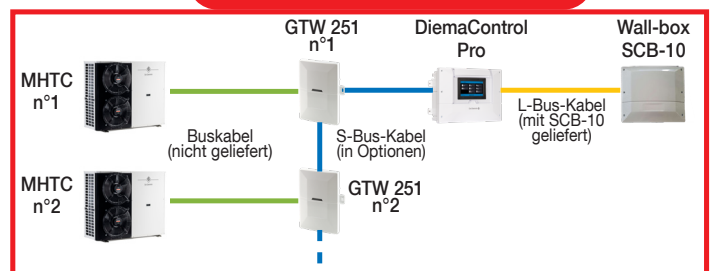 GTW 251
n°1
DiemaControl
Pro
Wall-box
SCB-10
MHTC
n°1
Buskabel
(nicht geliefert)
S-Bus-Kabel
(in Optionen)
L-Bus-Kabel
(mit SCB-10
geliefert)
MHTC
n°2
GTW 251
n°2